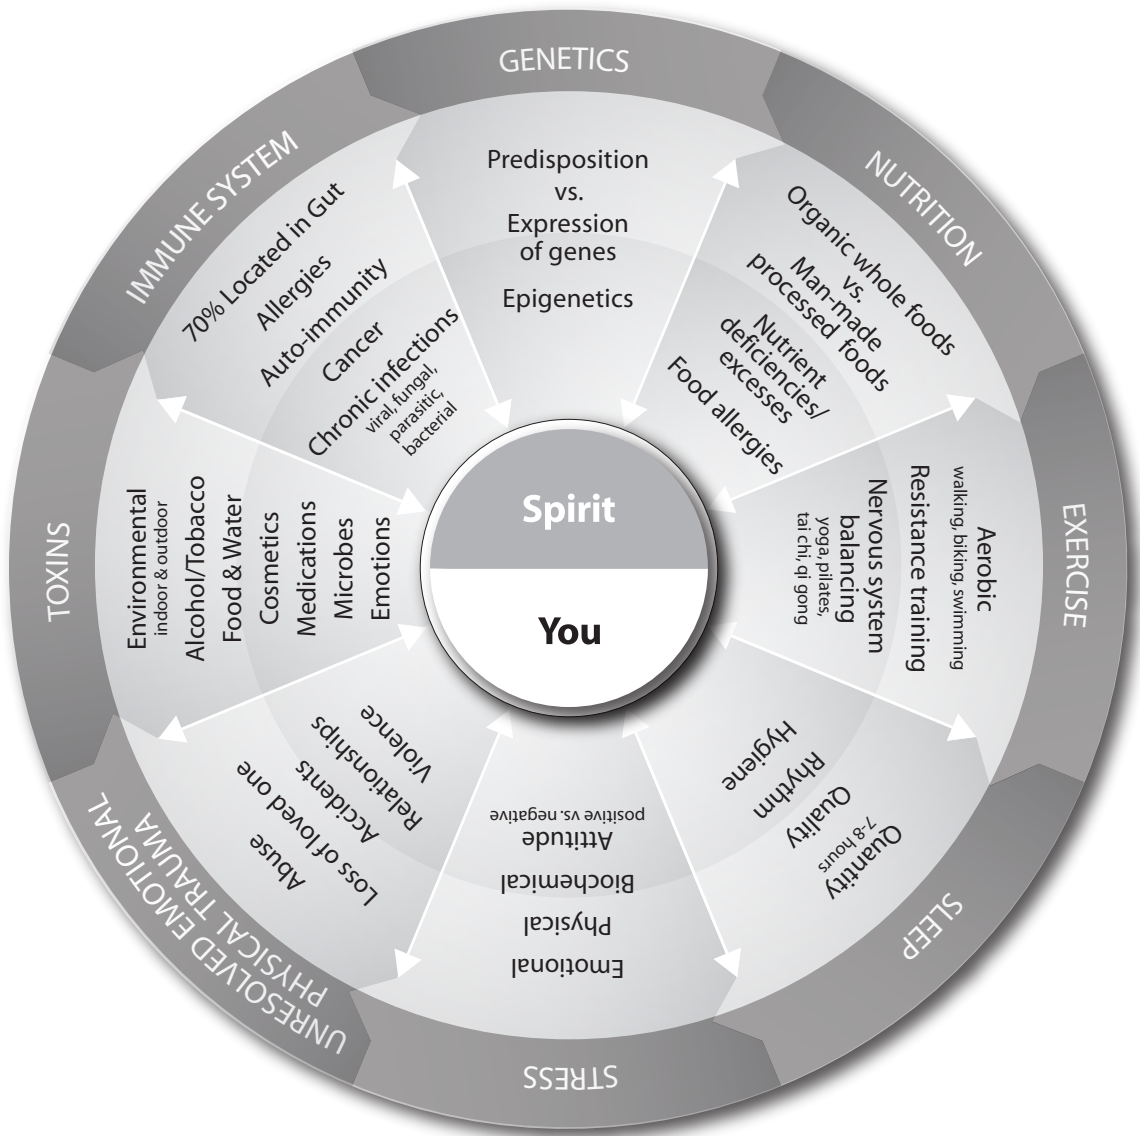 GENETICS
Predisposition
vs.
Expression
of genes
Epigenetics
NUTRITION
Organic whole foods
vs.
Man-made
processed foods
Nutrient
deficiencies/
excesses
Food allergies
EXERCISE
Aerobic
walking, biking, swimming
Resistance training
Nervous system
balancing
yoga, pilates,
tai chi, qi gong
SLEEP
Quantity
7-8 hours
Quality
Rhythm
Hygiene
STRESS
Emotional
Physical
Biochemical
Attitude
positive vs. negative
UNRESOLVED EMOTIONAL
PHYSICAL TRAUMA
Abuse
Loss of loved one
Accidents
Relationships
Violence
TOXINS
Environmental
indoor & outdoor
Alcohol/Tobacco
Food & Water
Cosmetics
Medications
Microbes
Emotions
IMMUNE SYSTEM
70% Located in Gut
Allergies
Auto-immunity
Cancer
Chronic infections
viral, fungal,
parasitic,
bacterial
Spirit
You